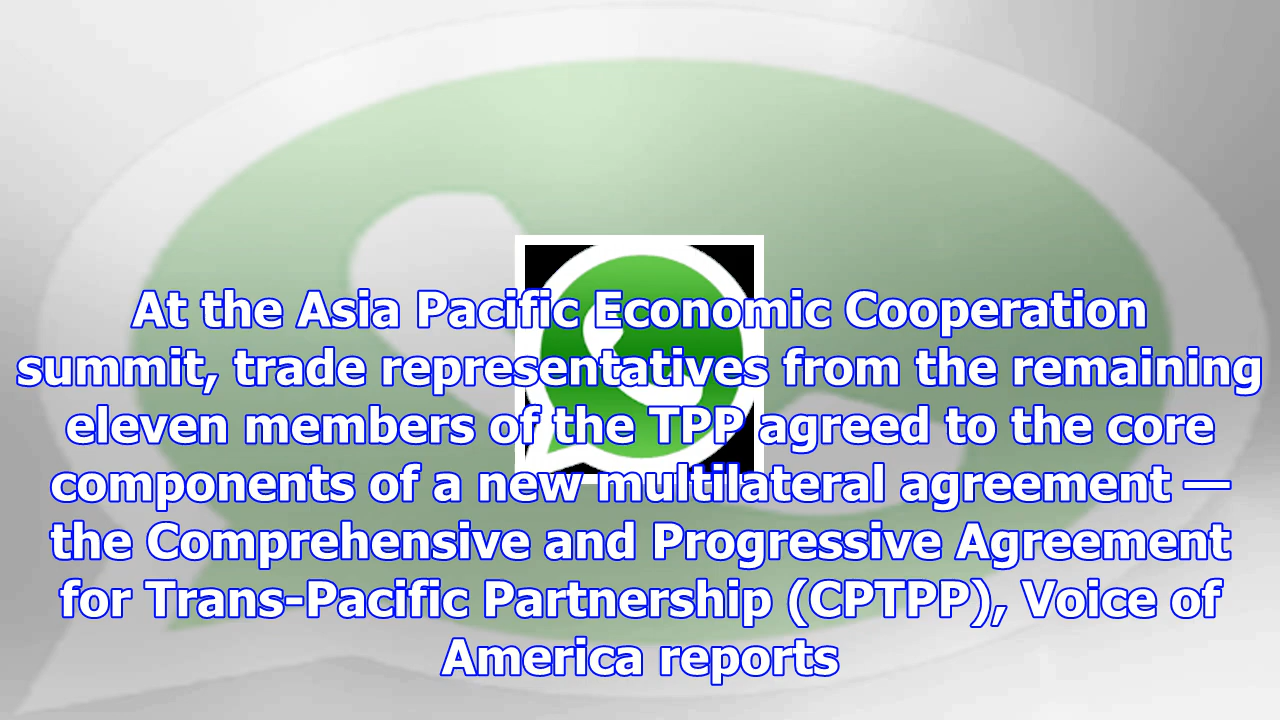 At the Asia Pacific Economic Cooperation
summit, trade representatives from the remaining
eleven members of the TPP agreed to the core
components of a new multilateral agreement —
the Comprehensive and Progressive Agreement
for Trans-Pacific Partnership (CPTPP), Voice of
America reports